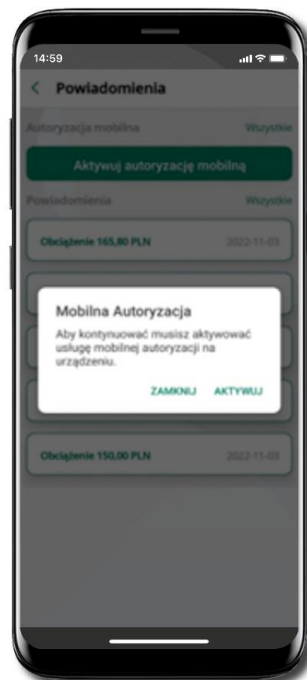 14:59
Powiadomienia
Autoryzacja mobilna Wszystkie
Aktywuj autoryzację mobilną
Powiadomienia Wszystkie
Obciążenie 165,80 PLN 2022-11-03
Mobilna Autoryzacja
Aby kontynuować musisz aktywować
usługę mobilnej autoryzacji na
urządzeniu.
ZAMKNIJ AKTYWUJ
Obciążenie 150,00 PLN 2022-11-03